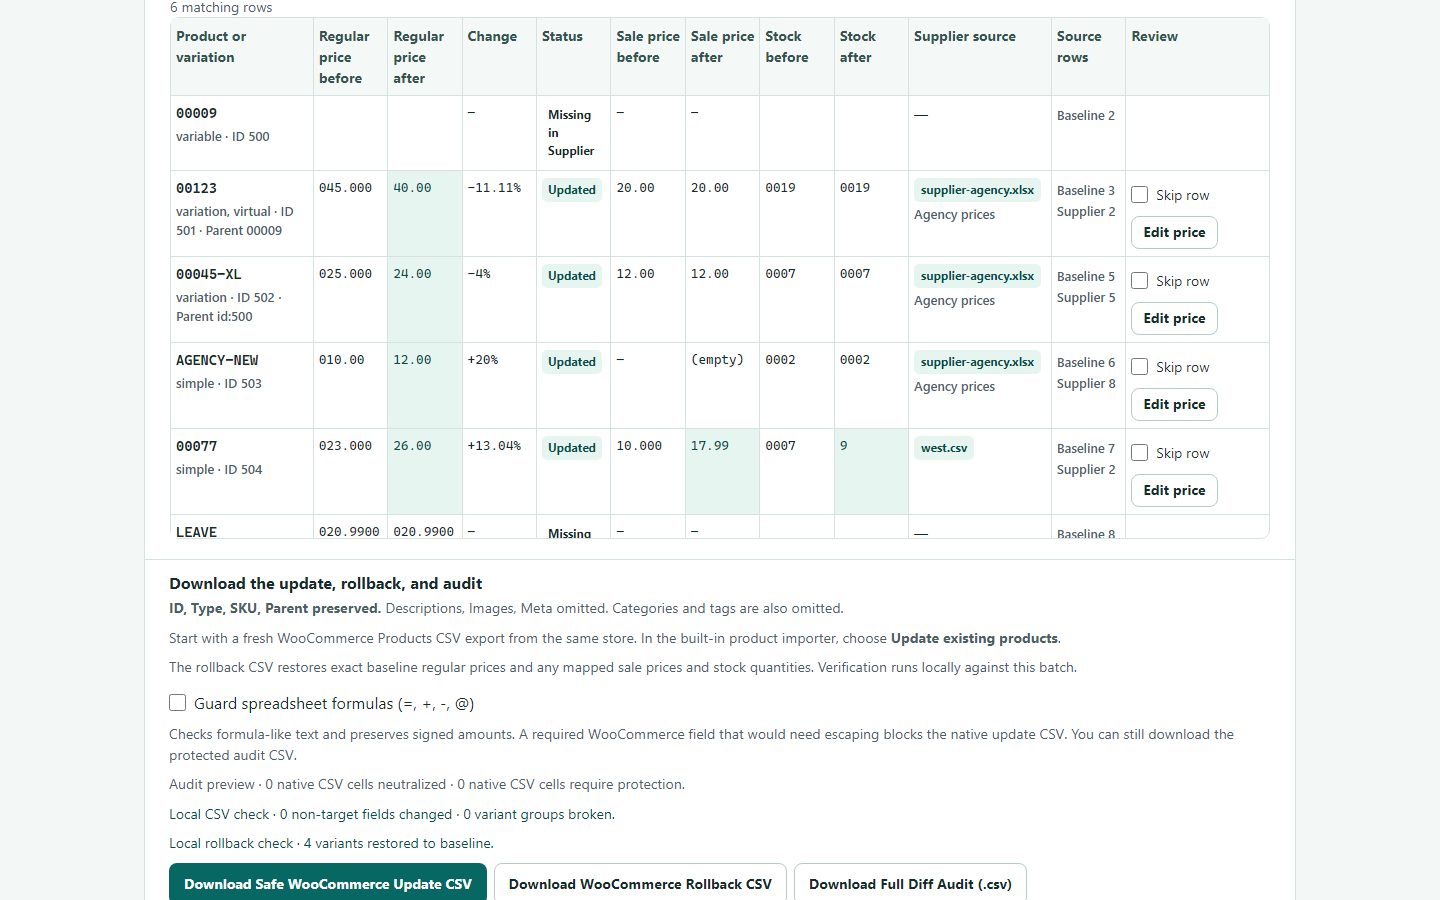 6 matching rows
Product or variation
Regular price before
Regular price after
Change
Status
Sale price before
Sale price after
Stock before
Stock after
Supplier source
Source rows
Review
00009
variable · ID 500
–
Missing in Supplier
–
–
—
Baseline 2
00123
variation, virtual · ID 501 · Parent 00009
045.000
40.00
−11.11%
Updated
20.00
20.00
0019
0019
supplier-agency.xlsx
Agency prices
Baseline 3
Supplier 2
Skip row
Edit price
00045-XL
variation · ID 502 · Parent id:500
025.000
24.00
−4%
Updated
12.00
12.00
0007
0007
supplier-agency.xlsx
Agency prices
Baseline 5
Supplier 5
Skip row
Edit price
AGENCY-NEW
simple · ID 503
010.00
12.00
+20%
Updated
–
(empty)
0002
0002
supplier-agency.xlsx
Agency prices
Baseline 6
Supplier 8
Skip row
Edit price
00077
simple · ID 504
023.000
26.00
+13.04%
Updated
10.000
17.99
0007
9
west.csv
Baseline 7
Supplier 2
Skip row
Edit price
LEAVE
020.9900
020.9900
–
Missing
–
–
—
Baseline 8
Download the update, rollback, and audit
ID, Type, SKU, Parent preserved. Descriptions, Images, Meta omitted. Categories and tags are also omitted.
Start with a fresh WooCommerce Products CSV export from the same store. In the built-in product importer, choose Update existing products.
The rollback CSV restores exact baseline regular prices and any mapped sale prices and stock quantities. Verification runs locally against this batch.
Guard spreadsheet formulas (=, +, -, @)
Checks formula-like text and preserves signed amounts. A required WooCommerce field that would need escaping blocks the native update CSV. You can still download the
protected audit CSV.
Audit preview · 0 native CSV cells neutralized · 0 native CSV cells require protection.
Local CSV check · 0 non-target fields changed · 0 variant groups broken.
Local rollback check · 4 variants restored to baseline.
Download Safe WooCommerce Update CSV
Download WooCommerce Rollback CSV
Download Full Diff Audit (.csv)